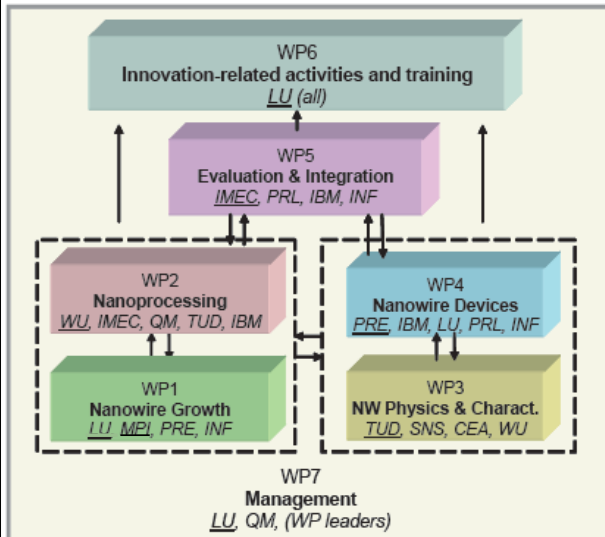 WP6
Innovation-related activities and training
LU (all)
WP5
Evaluation & Integration
IMEC, PRL, IBM, INF
WP2
Nanoprocessing
WU, IMEC, QM, TUD, IBM
WP4
Nanowire Devices
PRE, IBM, LU, PRL, INF
WP1
Nanowire Growth
LU, MPI, PRE, INF
WP3
NW Physics & Charact.
TUD, SNS, CEA, WU
WP7
Management
LU, QM, (WP leaders)